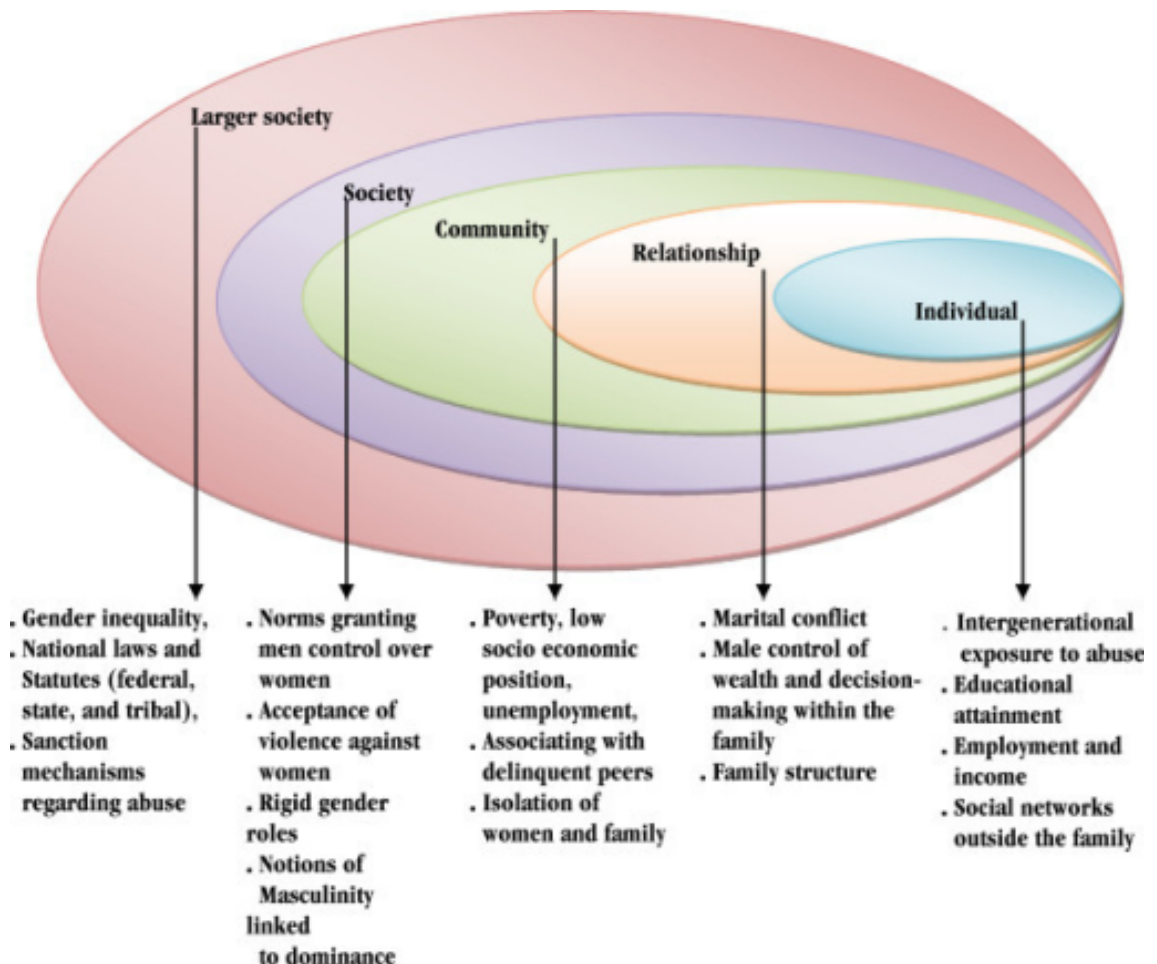 Larger society
Society
Community
Relationship
Individual
. Gender inequality,
. National laws and
Statutes (federal,
state, and tribal),
. Sanction
mechanisms
regarding abuse
. Norms granting
men control over
women
. Acceptance of
violence against
women
. Rigid gender
roles
. Notions of
Masculinity
linked
to dominance
. Poverty, low
socio economic
position,
unemployment,
. Associating with
delinquent peers
. Isolation of
women and family
. Marital conflict
. Male control of
wealth and decision-
making within the
family
. Family structure
. Intergenerational
exposure to abuse
. Educational
attainment
. Employment and
income
. Social networks
outside the family